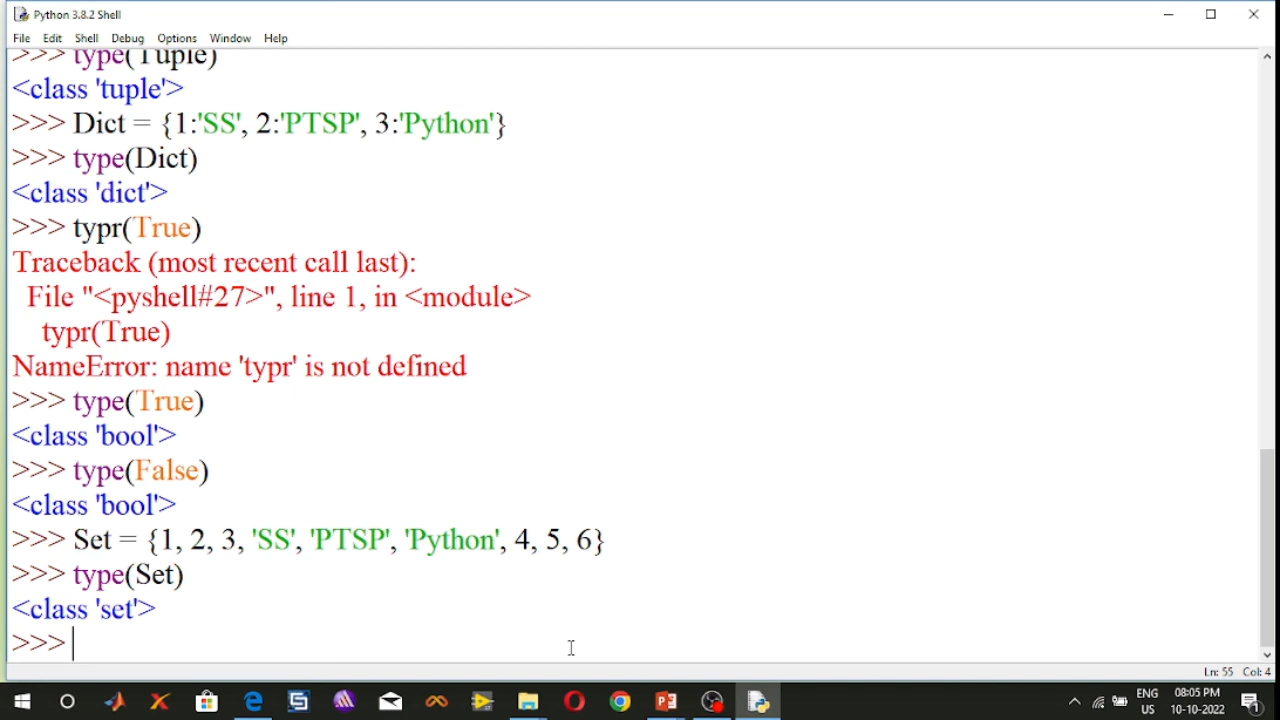 Python 3.8.2 Shell
File Edit Shell Debug Options Window Help
>>> type(Tuple)
<class 'tuple'>
>>> Dict = {1:'SS', 2:'PTSP', 3:'Python'}
>>> type(Dict)
<class 'dict'>
>>> typr(True)
Traceback (most recent call last):
  File "<pyshell#27>", line 1, in <module>
    typr(True)
NameError: name 'typr' is not defined
>>> type(True)
<class 'bool'>
>>> type(False)
<class 'bool'>
>>> Set = {1, 2, 3, 'SS', 'PTSP', 'Python', 4, 5, 6}
>>> type(Set)
<class 'set'>
>>>
Ln: 55 Col: 4
ENG 08:05 PM
US 10-10-2022